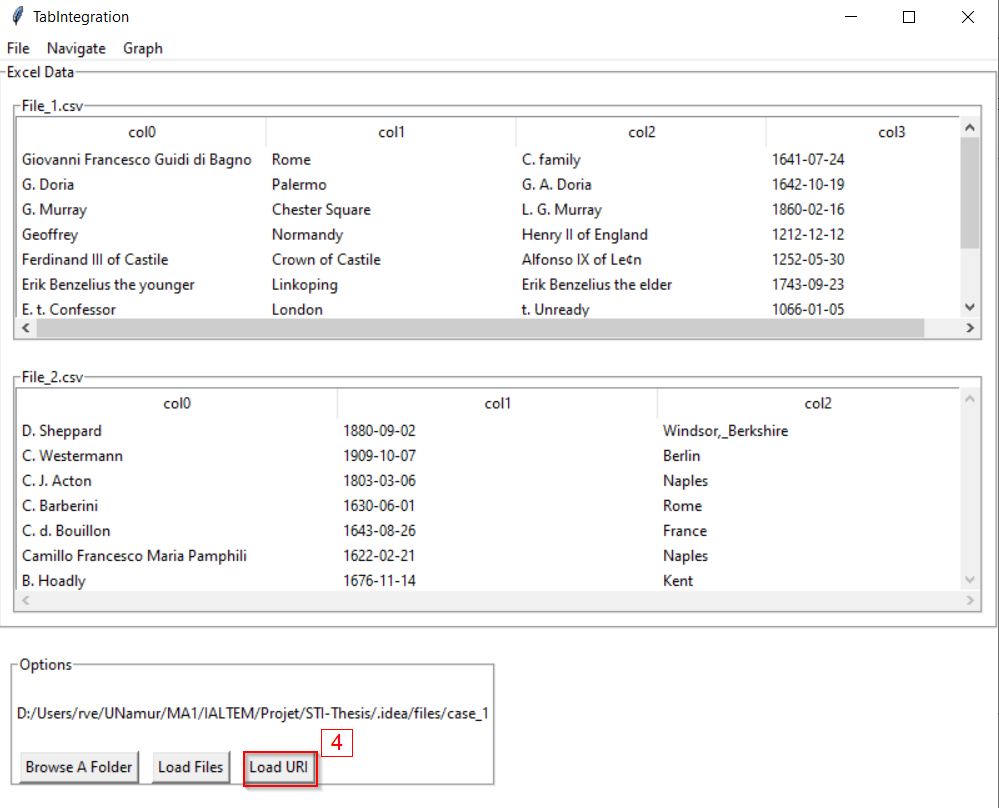 TabIntegration
File Navigate Graph
Excel Data
File_1.csv
col0 col1 col2 col3
Giovanni Francesco Guidi di Bagno Rome C. family 1641-07-24
G. Doria Palermo G. A. Doria 1642-10-19
G. Murray Chester Square L. G. Murray 1860-02-16
Geoffrey Normandy Henry II of England 1212-12-12
Ferdinand III of Castile Crown of Castile Alfonso IX of Le¢n 1252-05-30
Erik Benzelius the younger Linkoping Erik Benzelius the elder 1743-09-23
E. t. Confessor London t. Unready 1066-01-05
File_2.csv
col0 col1 col2
D. Sheppard 1880-09-02 Windsor,_Berkshire
C. Westermann 1909-10-07 Berlin
C. J. Acton 1803-03-06 Naples
C. Barberini 1630-06-01 Rome
C. d. Bouillon 1643-08-26 France
Camillo Francesco Maria Pamphili 1622-02-21 Naples
B. Hoadly 1676-11-14 Kent
Options
D:/Users/rve/UNamur/MA1/IALTEM/Projet/STI-Thesis/.idea/files/case_1
4
Browse A Folder Load Files Load URI